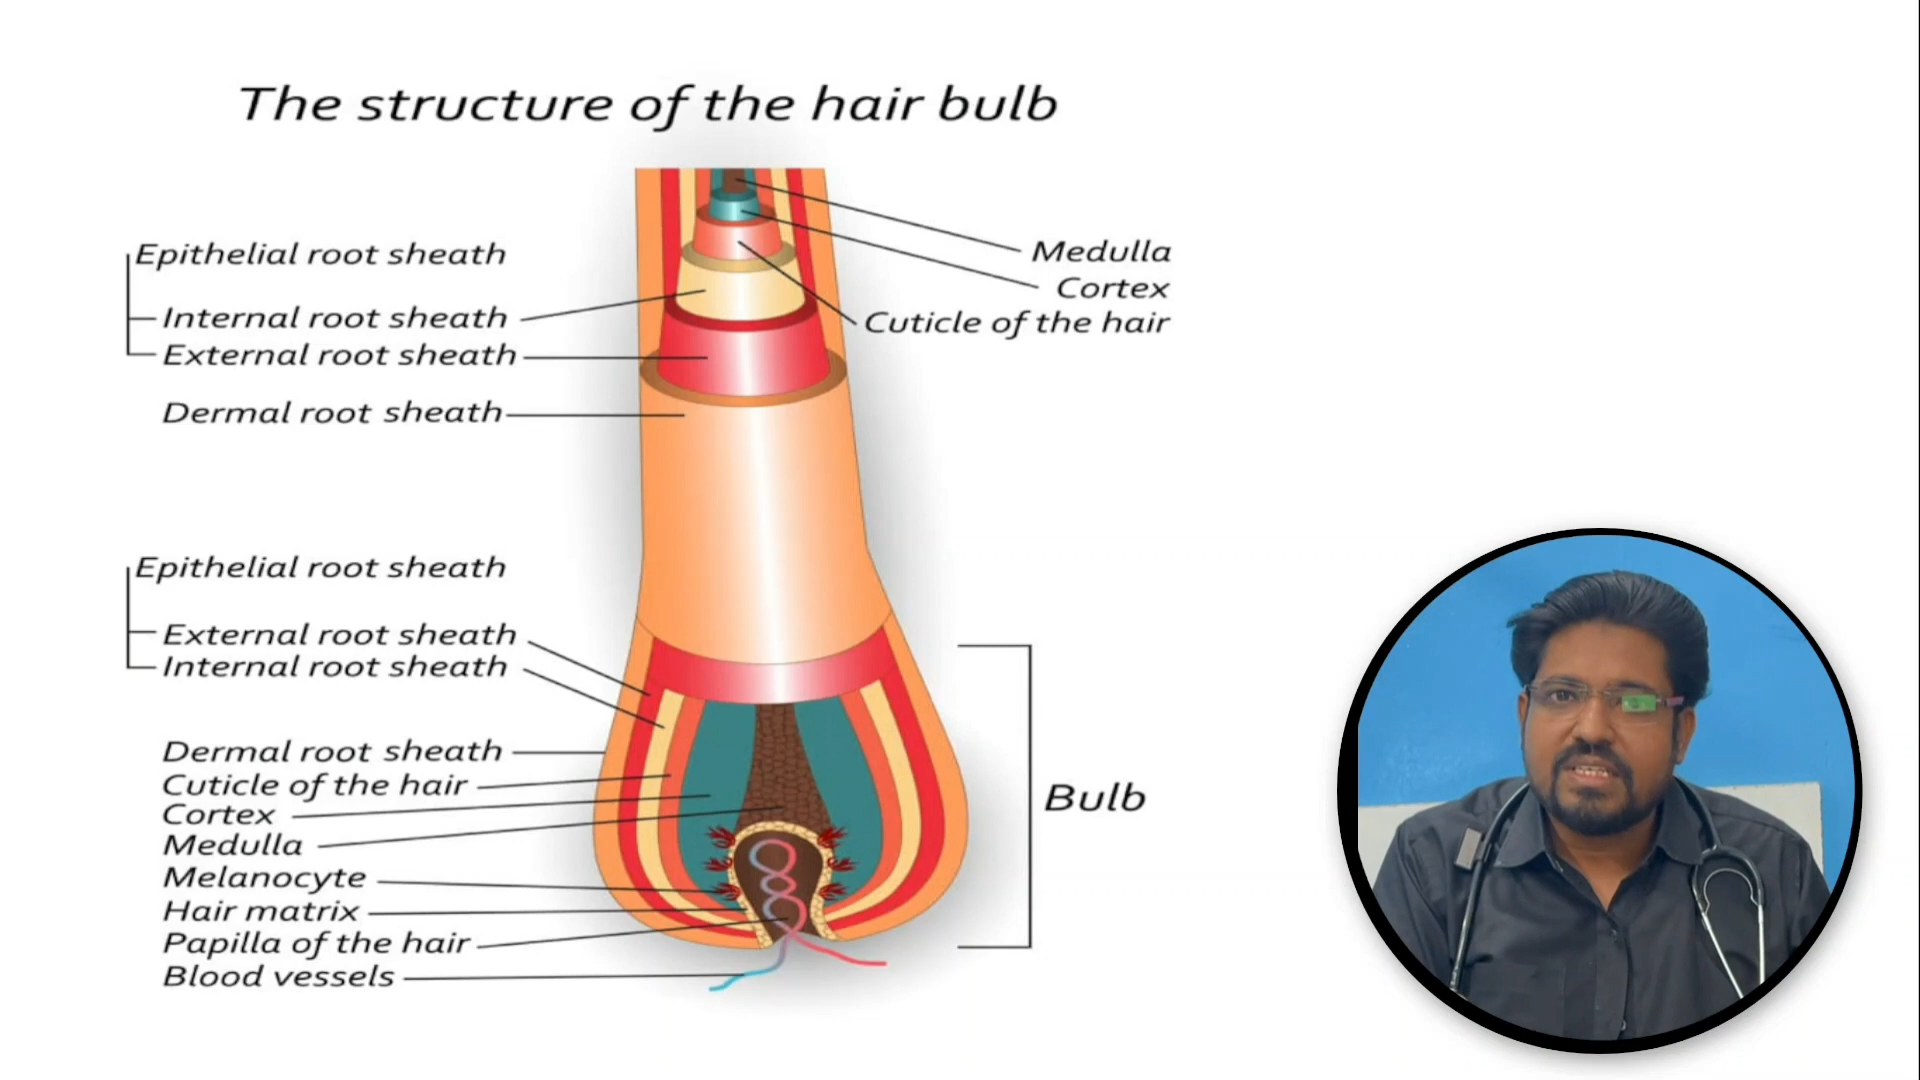 The structure of the hair bulb
Epithelial root sheath
Internal root sheath
External root sheath
Dermal root sheath
Medulla
Cortex
Cuticle of the hair
Epithelial root sheath
External root sheath
Internal root sheath
Dermal root sheath
Cuticle of the hair
Cortex
Medulla
Melanocyte
Hair matrix
Papilla of the hair
Blood vessels
Bulb